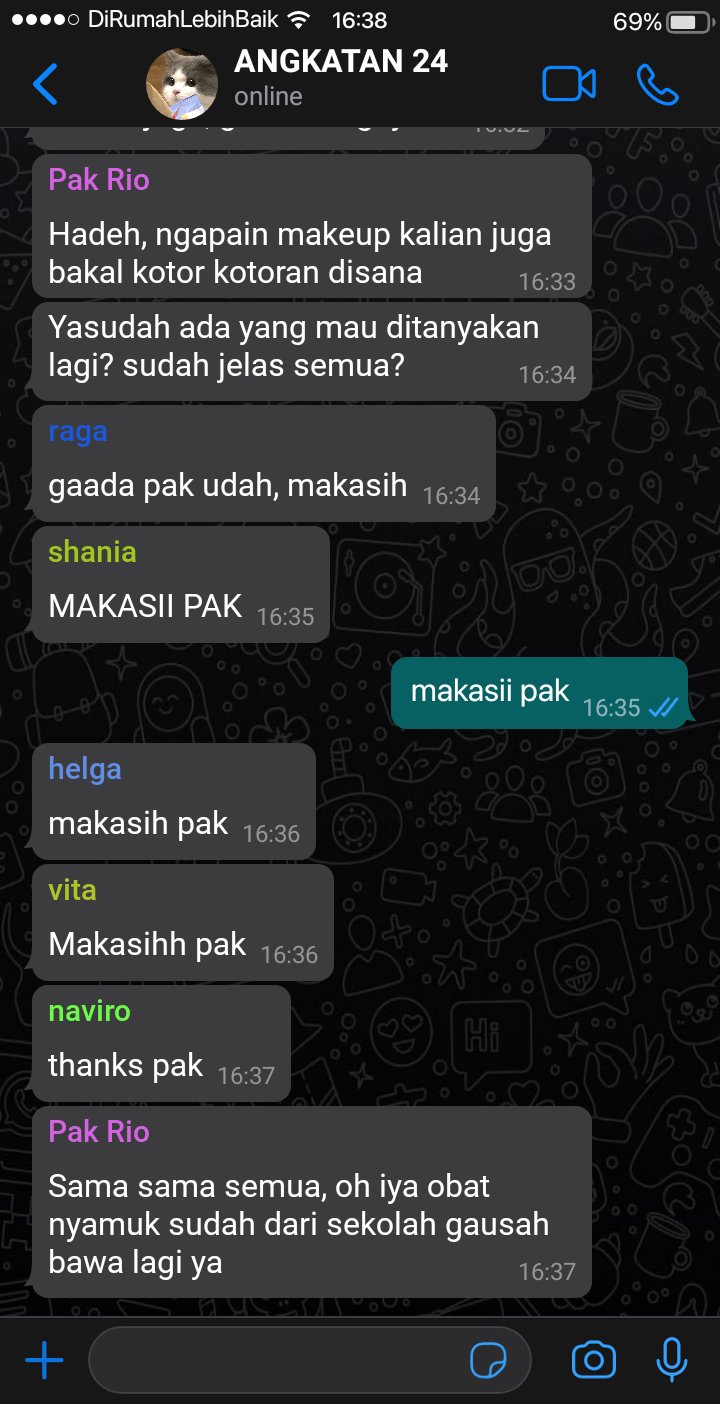 DiRumahLebihBaik 16:38 69%
ANGKATAN 24
online
Pak Rio
Hadeh, ngapain makeup kalian juga
bakal kotor kotoran disana 16:33
Yasudah ada yang mau ditanyakan
lagi? sudah jelas semua? 16:34
raga
gaada pak udah, makasih 16:34
shania
MAKASII PAK 16:35
makasii pak 16:35
helga
makasih pak 16:36
vita
Makasihh pak 16:36
naviro
thanks pak 16:37
Pak Rio
Sama sama semua, oh iya obat
nyamuk sudah dari sekolah gausah
bawa lagi ya 16:37
Hi